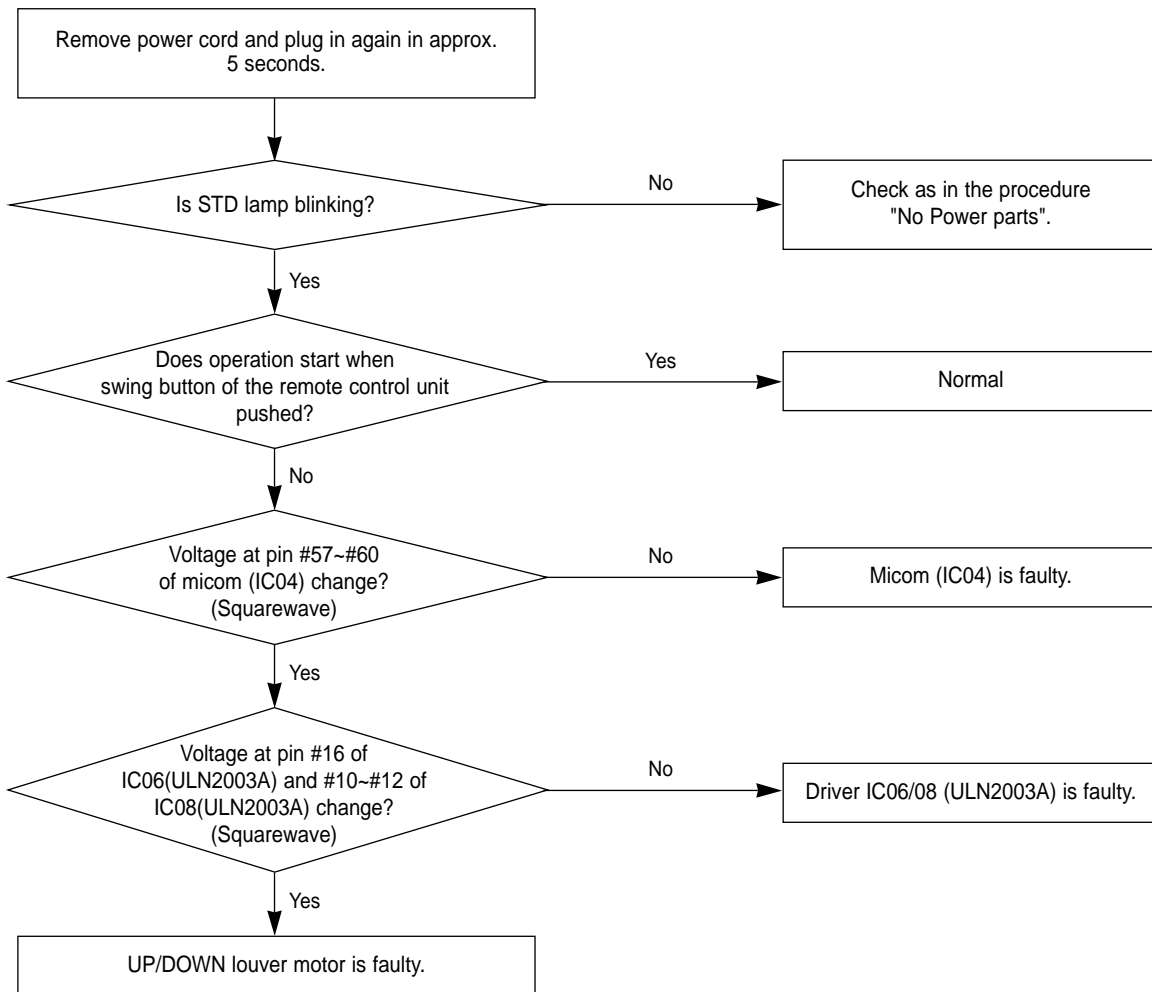 Remove power cord and plug in again in approx.
5 seconds.
Is STD lamp blinking?
No
Check as in the procedure
"No Power parts".
Yes
Does operation start when
swing button of the remote control unit
pushed?
Yes
Normal
No
Voltage at pin #57~#60
of micom (IC04) change?
(Squarewave)
No
Micom (IC04) is faulty.
Yes
Voltage at pin #16 of
IC06(ULN2003A) and #10~#12 of
IC08(ULN2003A) change?
(Squarewave)
No
Driver IC06/08 (ULN2003A) is faulty.
Yes
UP/DOWN louver motor is faulty.